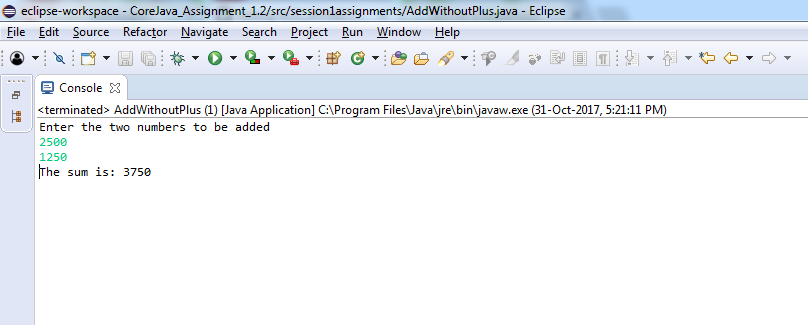 eclipse-workspace - CoreJava_Assignment_1.2/src/session1assignments/AddWithoutPlus.java - Eclipse
File Edit Source Refactor Navigate Search Project Run Window Help
Console
<terminated> AddWithoutPlus (1) [Java Application] C:\Program Files\Java\jre\bin\javaw.exe (31-Oct-2017, 5:21:11 PM)
Enter the two numbers to be added
2500
1250
The sum is: 3750